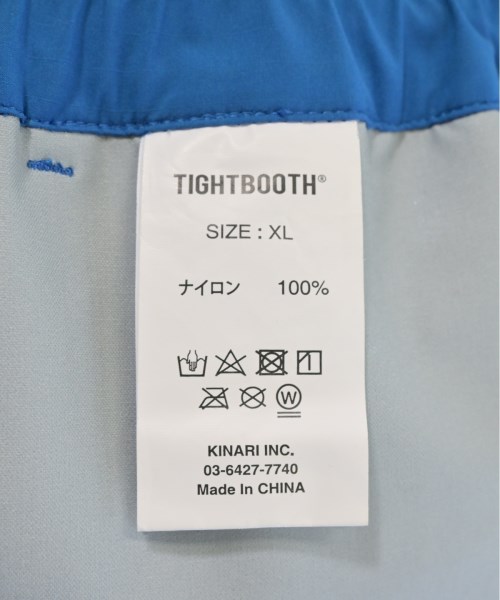 TIGHTBOOTH®
SIZE : XL
ナイロン 100%
W
KINARI INC.
03-6427-7740
Made In CHINA